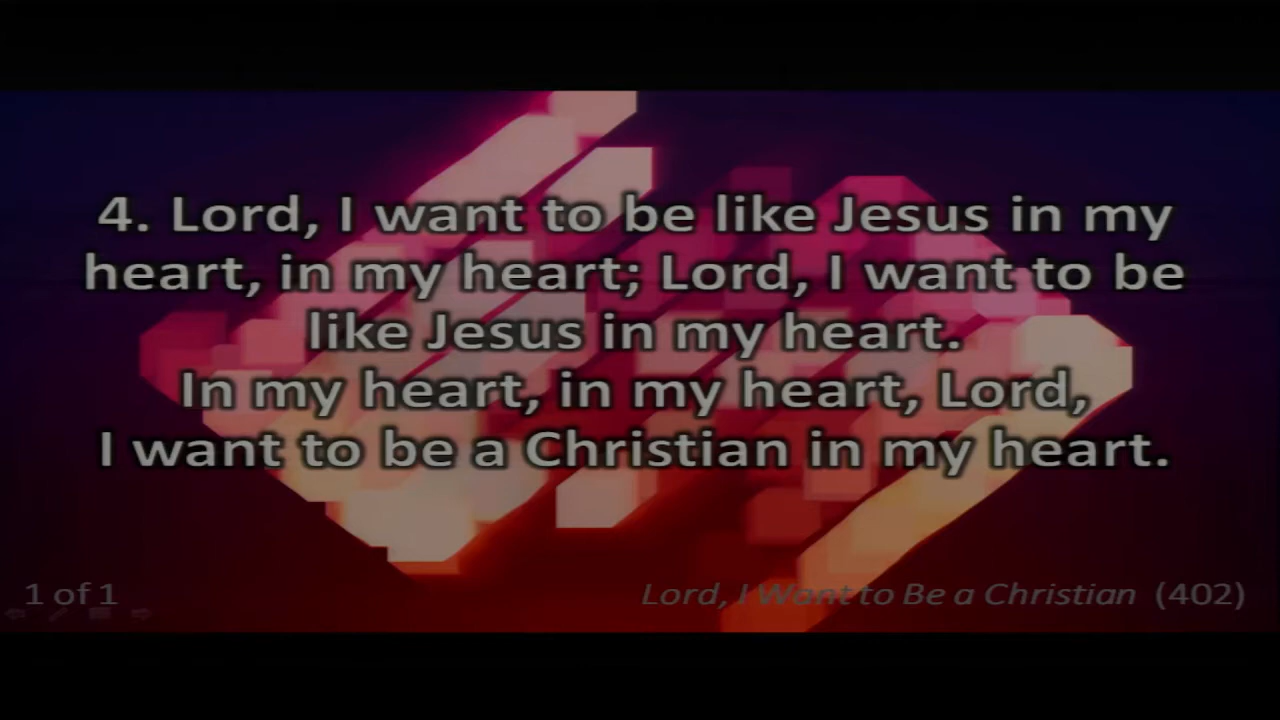 4. Lord, I want to be like Jesus in my
heart, in my heart; Lord, I want to be
like Jesus in my heart.
In my heart, in my heart, Lord,
I want to be a Christian in my heart.
1 of 1
Lord, I Want to Be a Christian (402)